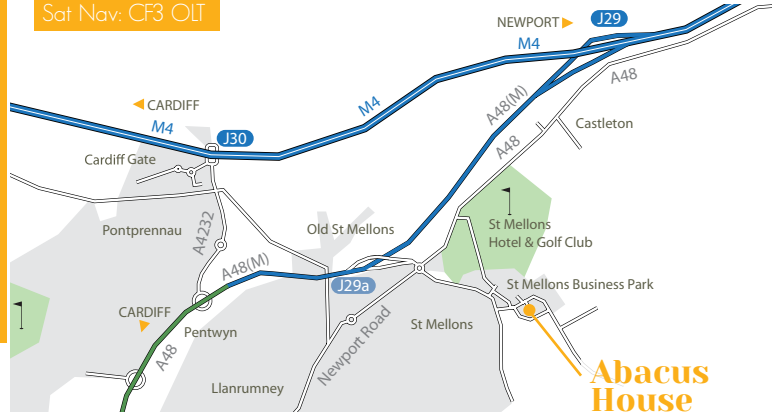 Sat Nav: CF3 OLT
NEWPORT
J29
M4
A48
CARDIFF
M4
M4
A48(M)
J30
A48
Castleton
Cardiff Gate
A4232
Pontprennau
Old St Mellons
St Mellons
Hotel & Golf Club
A48(M)
J29a
St Mellons Business Park
CARDIFF
Pentwyn
A48
Newport Road
St Mellons
Llanrumney
Abacus
House